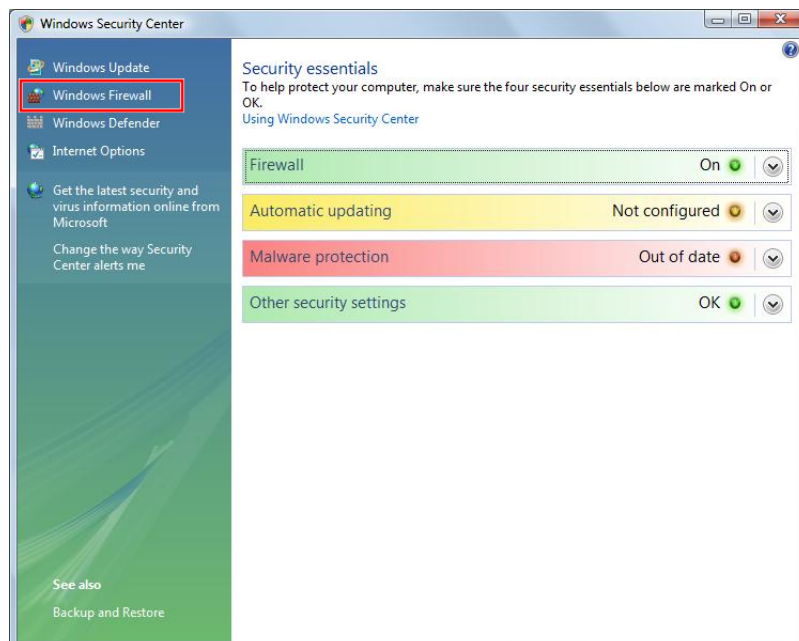 Windows Security Center
Windows Update
Windows Firewall
Windows Defender
Internet Options
Get the latest security and
virus information online from
Microsoft
Change the way Security
Center alerts me
See also
Backup and Restore
Security essentials
To help protect your computer, make sure the four security essentials below are marked On or
OK.
Using Windows Security Center
Firewall On
Automatic updating Not configured
Malware protection Out of date
Other security settings OK